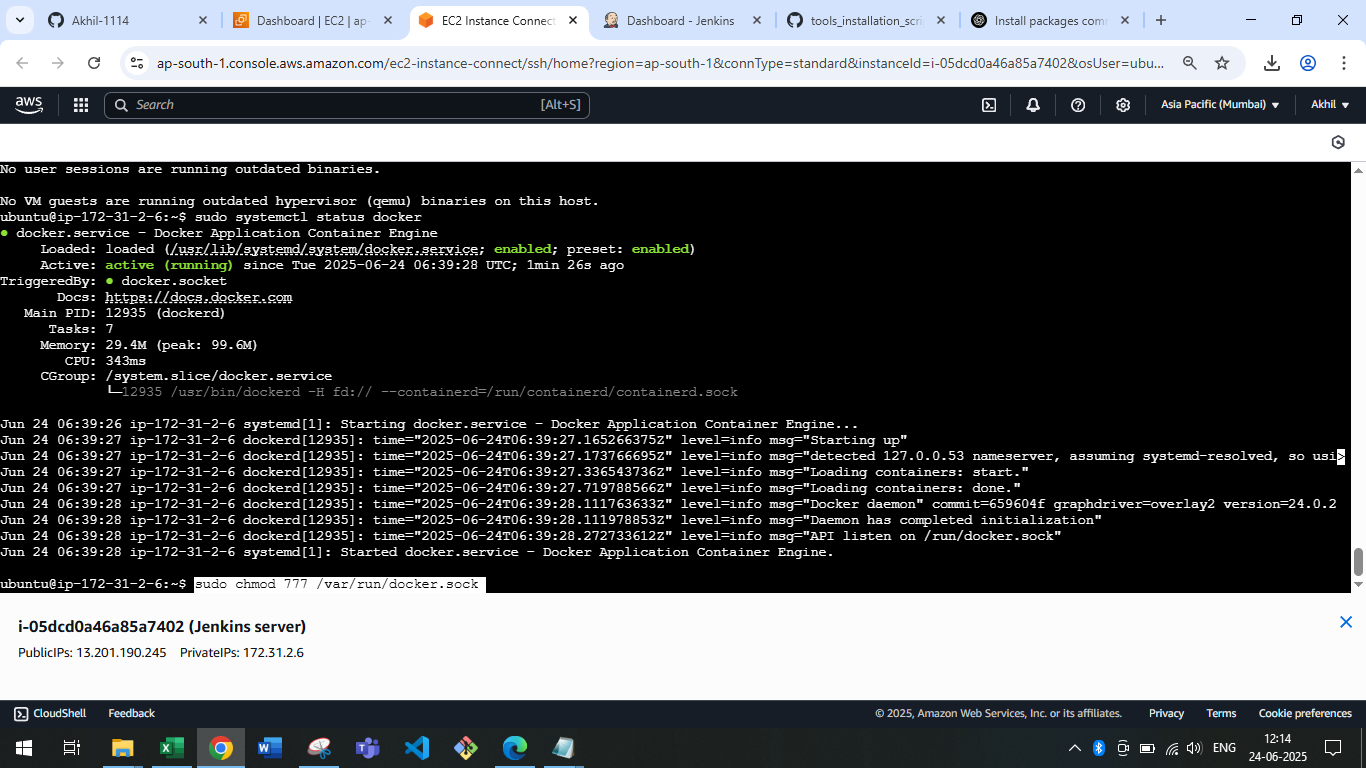 Akhil-1114
Dashboard | EC2 | ap-
EC2 Instance Connect
Dashboard - Jenkins
tools_installation_scri
Install packages com
ap-south-1.console.aws.amazon.com/ec2-instance-connect/ssh/home?region=ap-south-1&connType=standard&instanceId=i-05dcd0a46a85a7402&osUser=ubu...
aws
Search
[Alt+S]
Asia Pacific (Mumbai)
Akhil
No user sessions are running outdated binaries.
No VM guests are running outdated hypervisor (qemu) binaries on this host.
ubuntu@ip-172-31-2-6:~$ sudo systemctl status docker
● docker.service - Docker Application Container Engine
Loaded: loaded (/usr/lib/systemd/system/docker.service; enabled; preset: enabled)
Active: active (running) since Tue 2025-06-24 06:39:28 UTC; 1min 26s ago
TriggeredBy: ● docker.socket
Docs: https://docs.docker.com
Main PID: 12935 (dockerd)
Tasks: 7
Memory: 29.4M (peak: 99.6M)
CPU: 343ms
CGroup: /system.slice/docker.service
└─12935 /usr/bin/dockerd -H fd:// --containerd=/run/containerd/containerd.sock
Jun 24 06:39:26 ip-172-31-2-6 systemd[1]: Starting docker.service - Docker Application Container Engine...
Jun 24 06:39:27 ip-172-31-2-6 dockerd[12935]: time="2025-06-24T06:39:27.165266375Z" level=info msg="Starting up"
Jun 24 06:39:27 ip-172-31-2-6 dockerd[12935]: time="2025-06-24T06:39:27.173766695Z" level=info msg="detected 127.0.0.53 nameserver, assuming systemd-resolved, so usi>
Jun 24 06:39:27 ip-172-31-2-6 dockerd[12935]: time="2025-06-24T06:39:27.336543736Z" level=info msg="Loading containers: start."
Jun 24 06:39:27 ip-172-31-2-6 dockerd[12935]: time="2025-06-24T06:39:27.719788566Z" level=info msg="Loading containers: done."
Jun 24 06:39:28 ip-172-31-2-6 dockerd[12935]: time="2025-06-24T06:39:28.111763633Z" level=info msg="Docker daemon" commit=659604f graphdriver=overlay2 version=24.0.2
Jun 24 06:39:28 ip-172-31-2-6 dockerd[12935]: time="2025-06-24T06:39:28.111978853Z" level=info msg="Daemon has completed initialization"
Jun 24 06:39:28 ip-172-31-2-6 dockerd[12935]: time="2025-06-24T06:39:28.272733612Z" level=info msg="API listen on /run/docker.sock"
Jun 24 06:39:28 ip-172-31-2-6 systemd[1]: Started docker.service - Docker Application Container Engine.
ubuntu@ip-172-31-2-6:~$ sudo chmod 777 /var/run/docker.sock
i-05dcd0a46a85a7402 (Jenkins server)
PublicIPs: 13.201.190.245 PrivateIPs: 172.31.2.6
CloudShell
Feedback
© 2025, Amazon Web Services, Inc. or its affiliates.
Privacy
Terms
Cookie preferences
ENG
12:14
24-06-2025